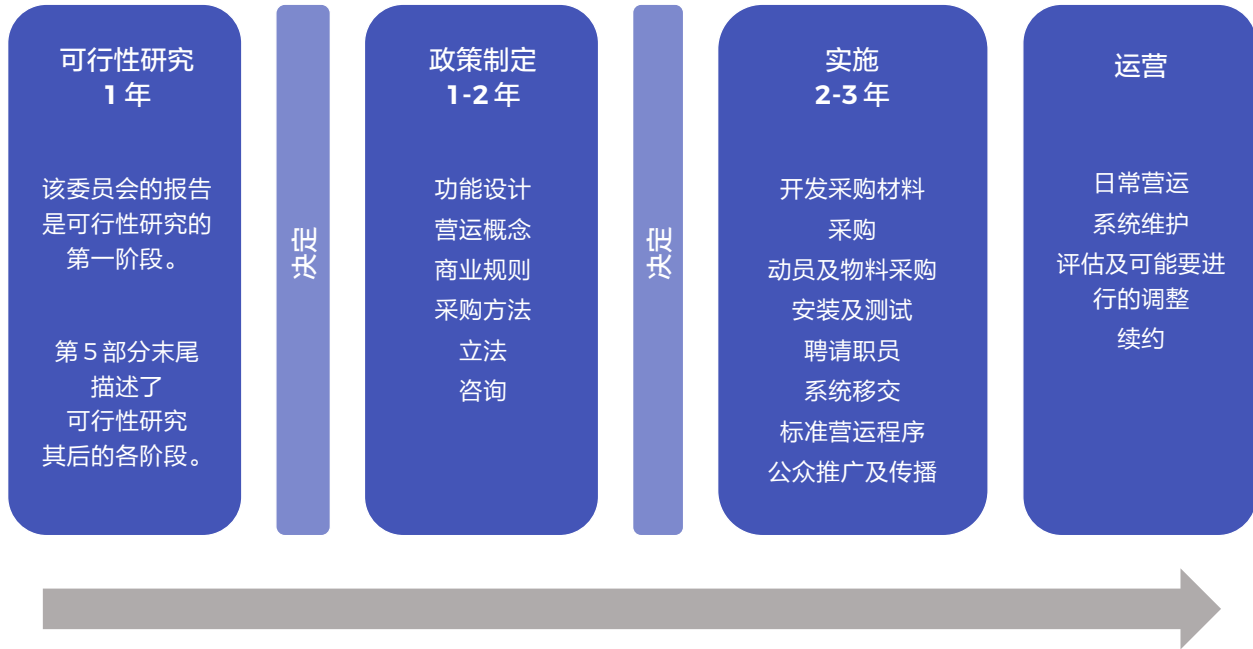 可行性研究
1 年
该委员会的报告
是可行性研究的
第一阶段。
第 5 部分末尾
描述了
可行性研究
其后的各阶段。
决定
政策制定
1-2 年
功能设计
营运概念
商业规则
采购方法
立法
咨询
决定
实施
2-3 年
开发采购材料
采购
动员及物料采购
安装及测试
聘请职员
系统移交
标准营运程序
公众推广及传播
运营
日常营运
系统维护
评估及可能要进
行的调整
续约